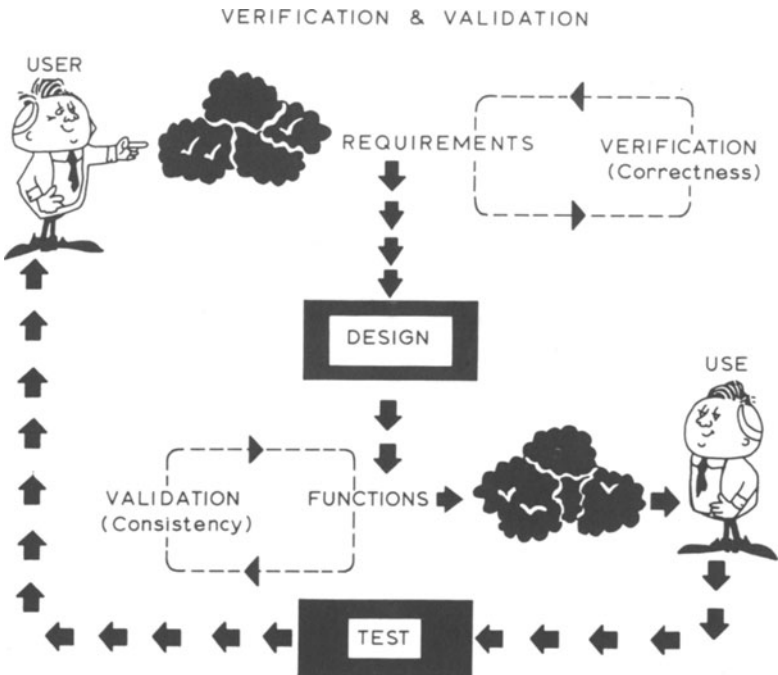 VERIFICATION & VALIDATION
USER
REQUIREMENTS
VERIFICATION
(Correctness)
DESIGN
USE
VALIDATION
(Consistency)
FUNCTIONS
TEST